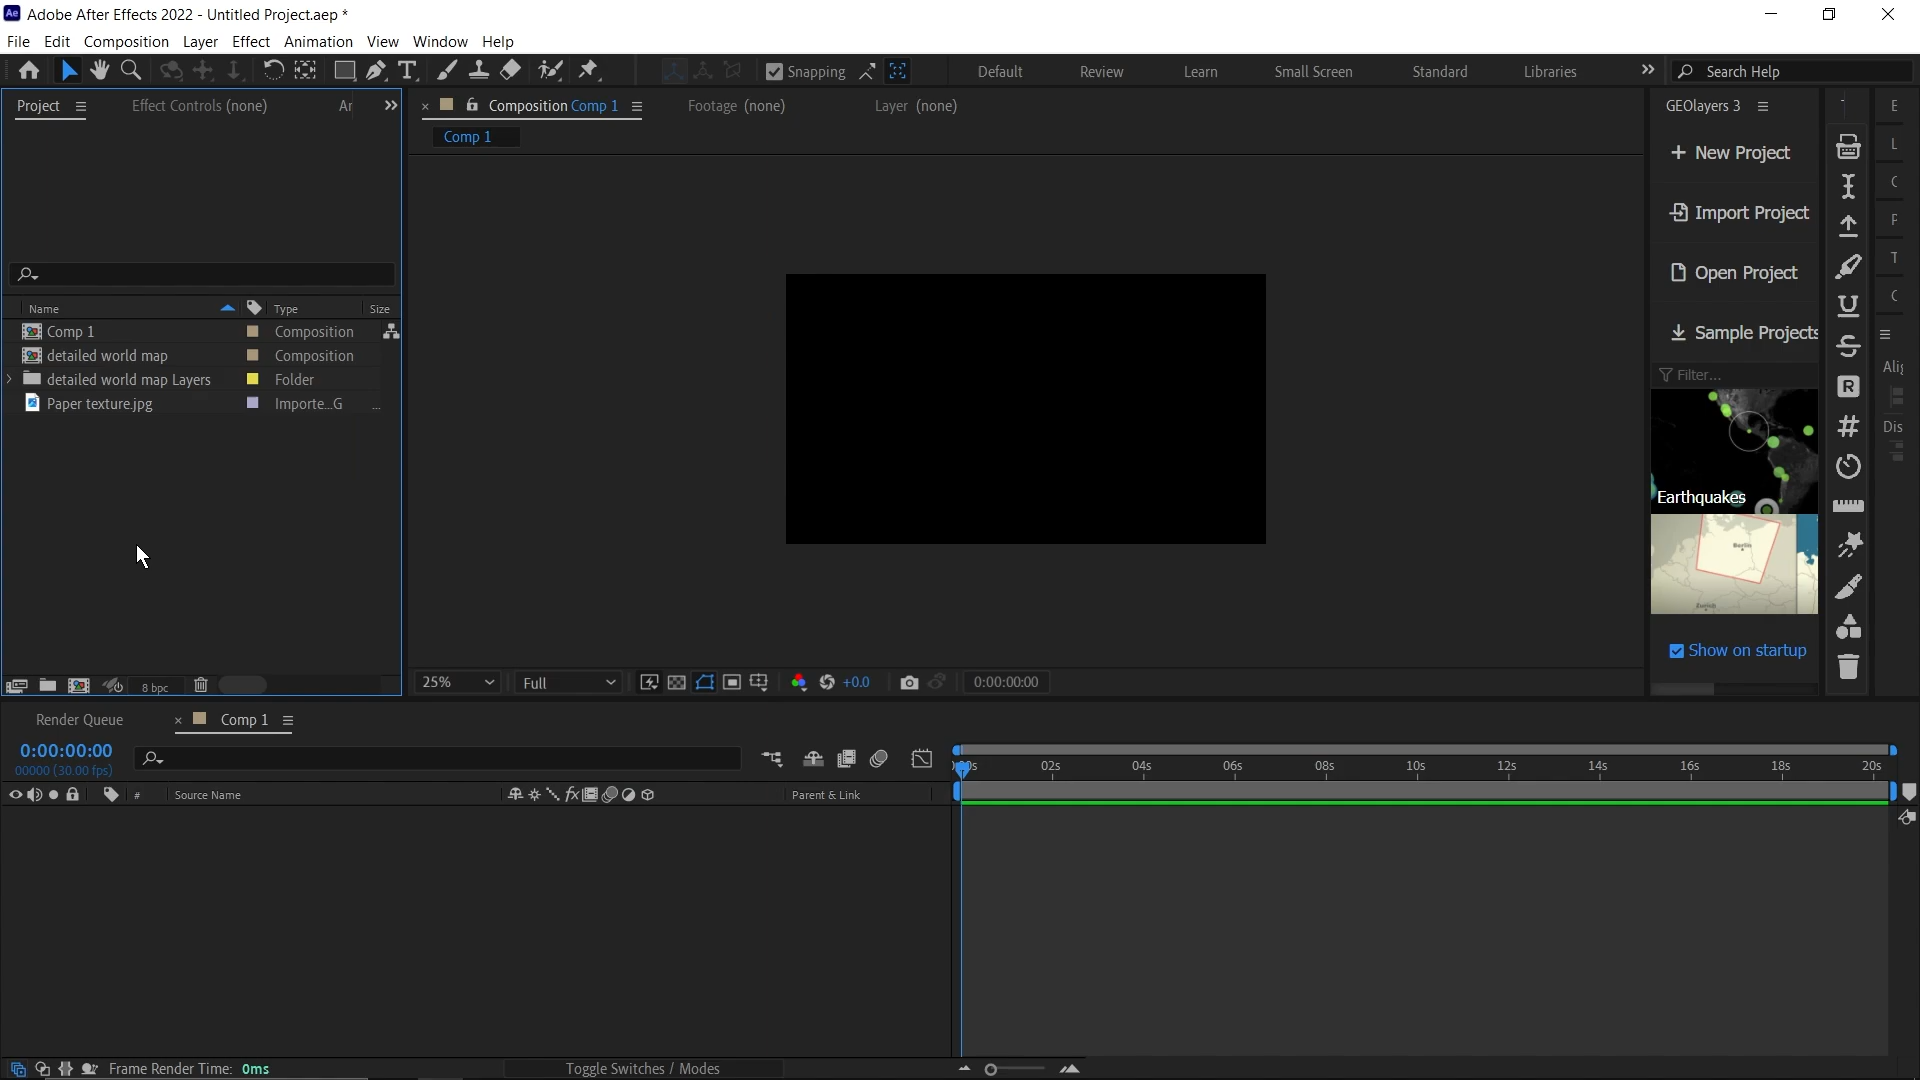 Ae Adobe After Effects 2022 - Untitled Project.aep *
File Edit Composition Layer Effect Animation View Window Help
Snapping Default Review Learn Small Screen Standard Libraries Search Help
Project Effect Controls (none) Composition Comp 1 Footage (none) Layer (none) GEOlayers 3
Comp 1
+ New Project
Import Project
Open Project
Sample Projects
Filter...
Earthquakes
Berlin
Show on startup
Name Type Size
Comp 1 Composition
detailed world map Composition
detailed world map Layers Folder
Paper texture.jpg Importe...G ...
8 bpc
25% Full +0.0 0:00:00:00
Render Queue Comp 1
0:00:00:00
00000 (30.00 fps)
02s 04s 06s 08s 10s 12s 14s 16s 18s 20s
# Source Name fx Parent & Link
Frame Render Time: 0ms Toggle Switches / Modes